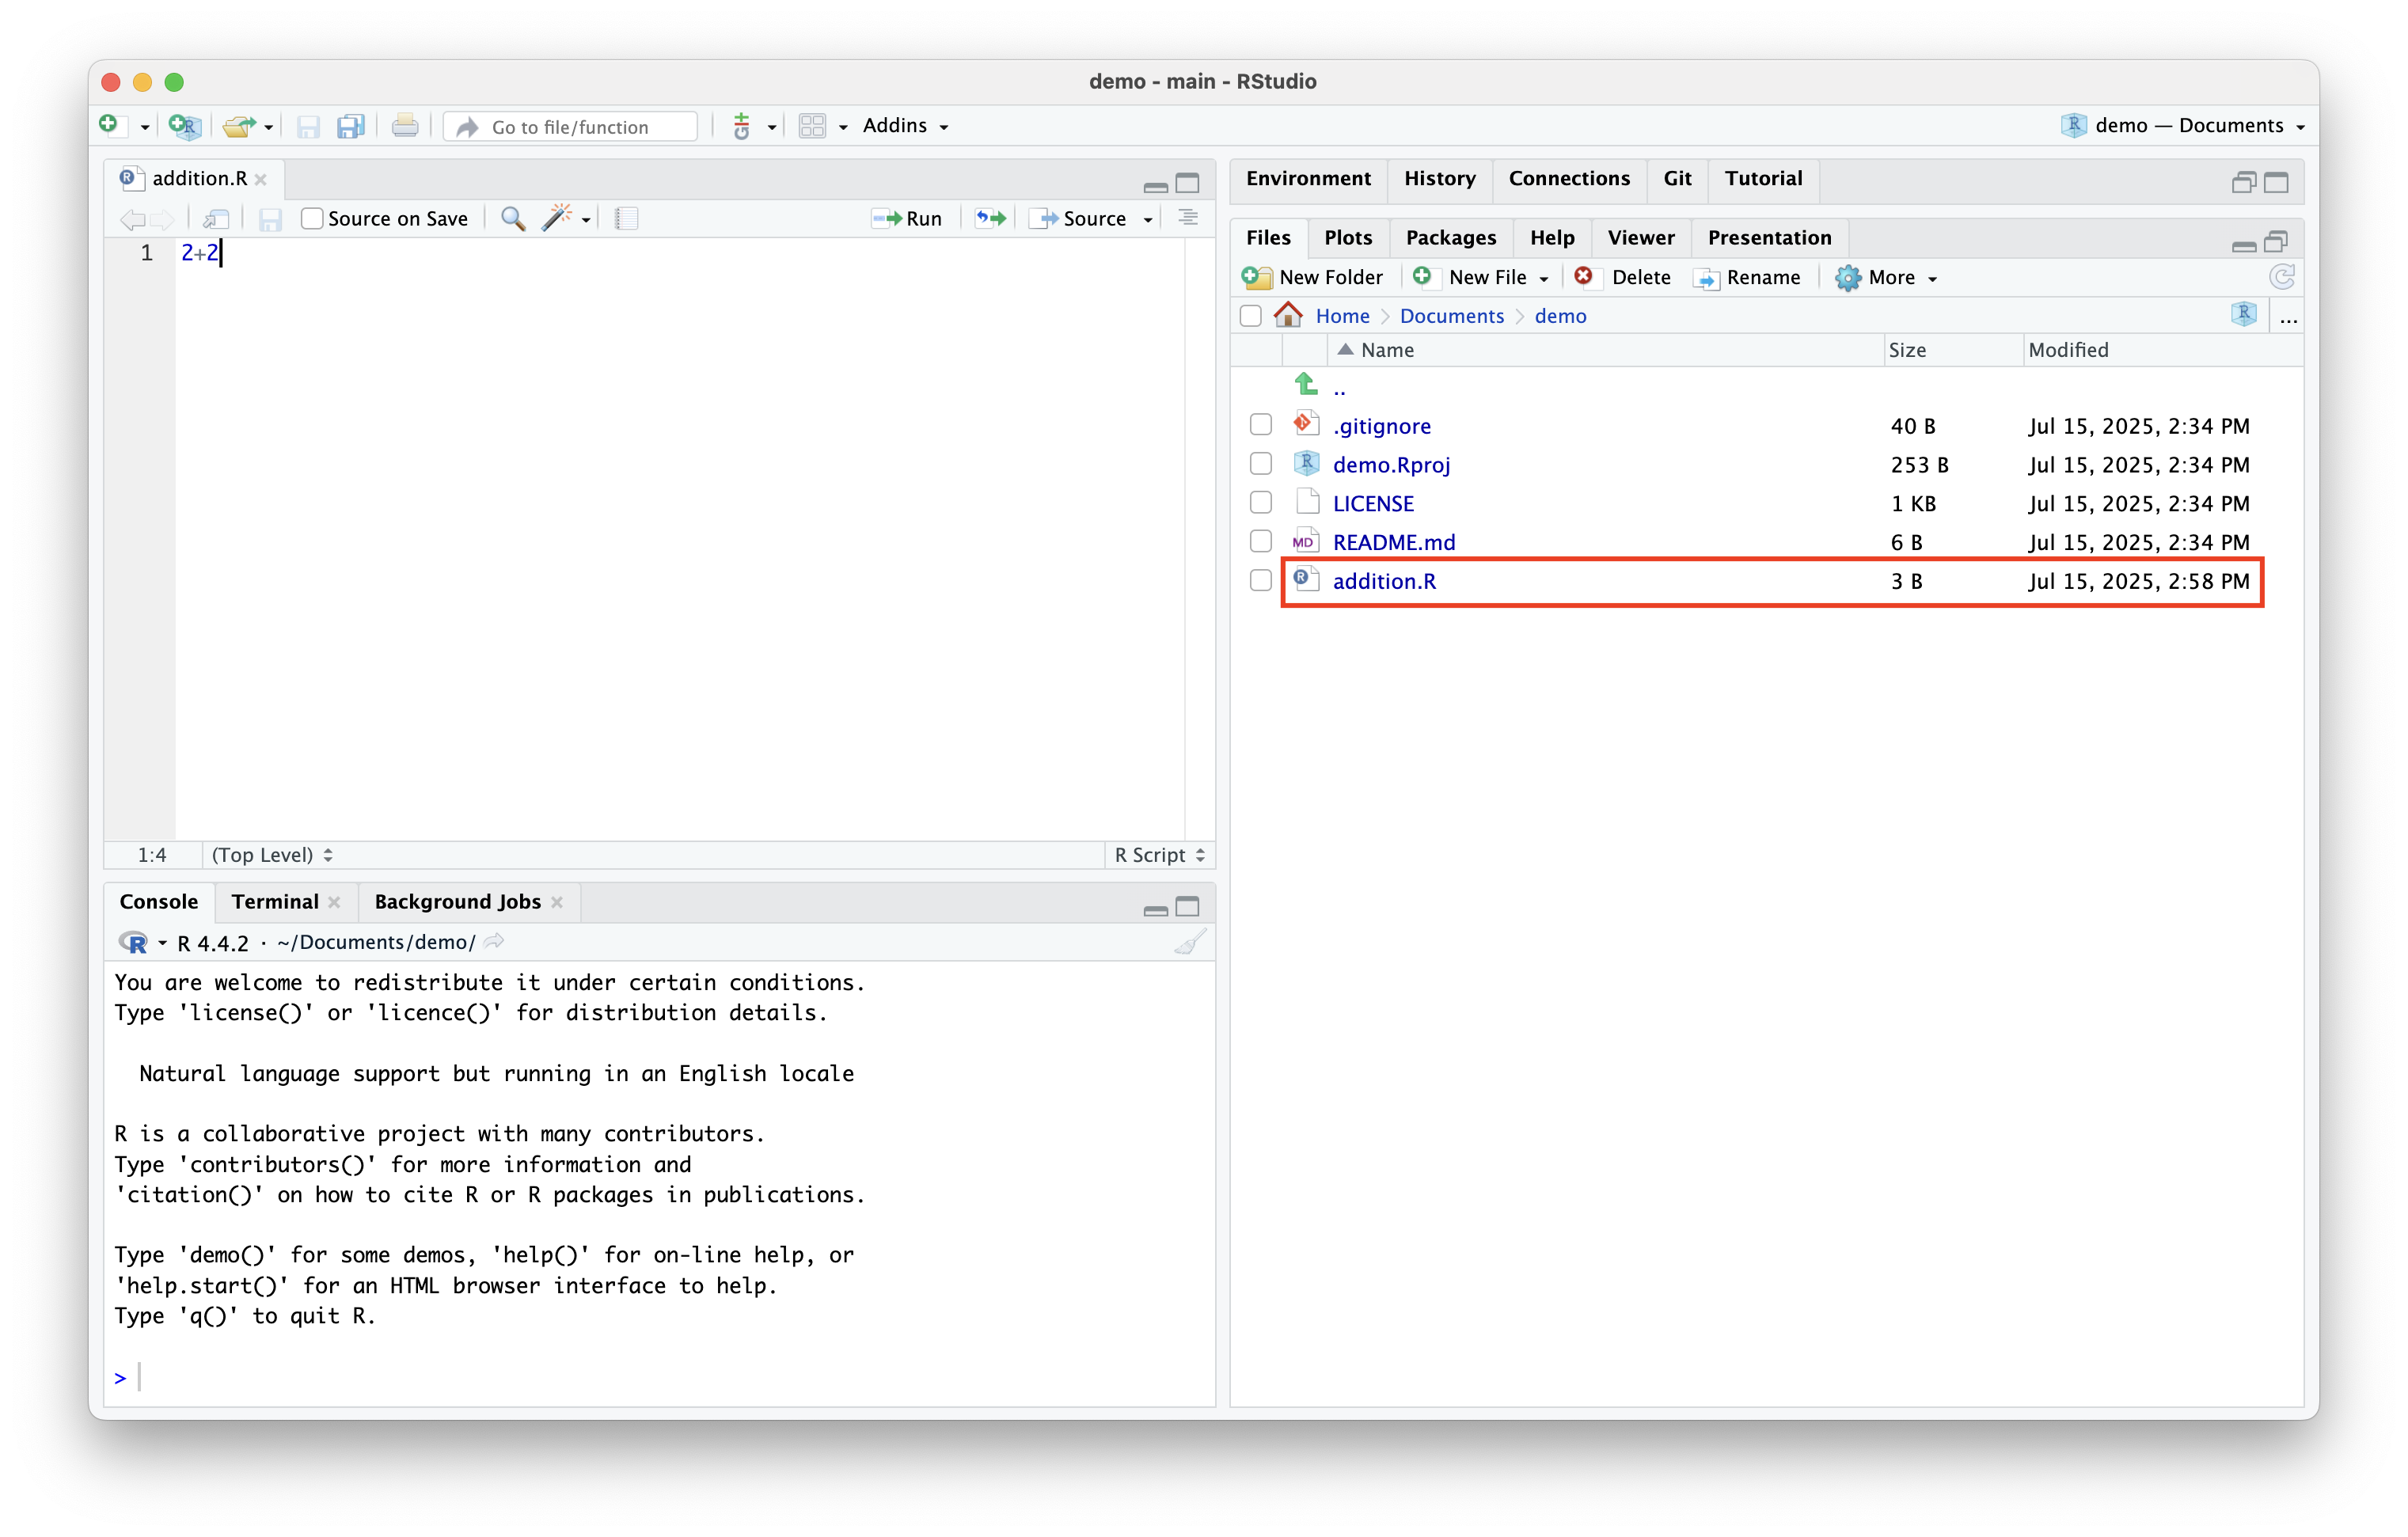 demo - main - RStudio
Go to file/function
Addins
demo — Documents
addition.R
Source on Save
Run
Source
1 2+2
1:4 (Top Level) R Script
Console Terminal Background Jobs
R 4.4.2 · ~/Documents/demo/
You are welcome to redistribute it under certain conditions.
Type 'license()' or 'licence()' for distribution details.
Natural language support but running in an English locale
R is a collaborative project with many contributors.
Type 'contributors()' for more information and
'citation()' on how to cite R or R packages in publications.
Type 'demo()' for some demos, 'help()' for on-line help, or
'help.start()' for an HTML browser interface to help.
Type 'q()' to quit R.
>
Environment History Connections Git Tutorial
Files Plots Packages Help Viewer Presentation
New Folder New File Delete Rename More
Home Documents demo ...
Name Size Modified
..
.gitignore 40 B Jul 15, 2025, 2:34 PM
demo.Rproj 253 B Jul 15, 2025, 2:34 PM
LICENSE 1 KB Jul 15, 2025, 2:34 PM
README.md 6 B Jul 15, 2025, 2:34 PM
addition.R 3 B Jul 15, 2025, 2:58 PM